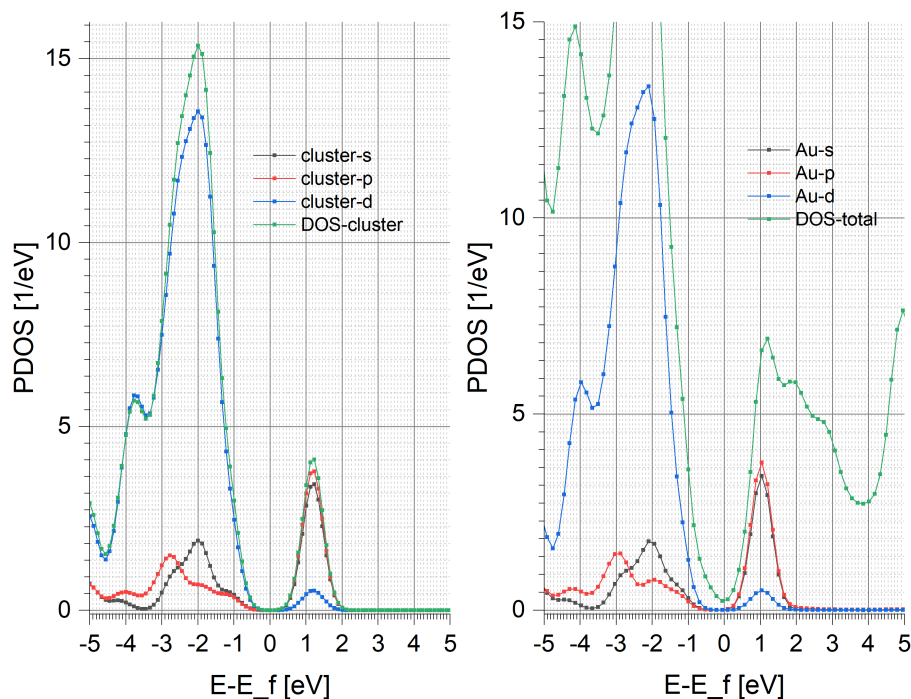 15
10
5
0
PDOS [1/eV]
cluster-s
cluster-p
cluster-d
DOS-cluster
-5 -4 -3 -2 -1 0 1 2 3 4 5
E-E_f [eV]
15
10
5
0
PDOS [1/eV]
Au-s
Au-p
Au-d
DOS-total
-5 -4 -3 -2 -1 0 1 2 3 4 5
E-E_f [eV]